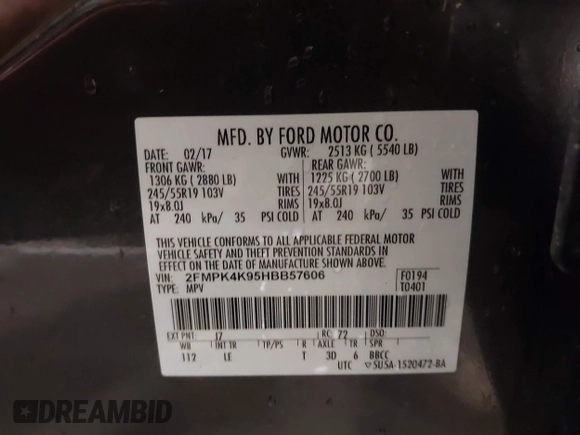 MFD. BY FORD MOTOR CO.
DATE: 02/17 GVWR: 2513 KG ( 5540 LB)
FRONT GAWR: REAR GAWR:
1306 KG ( 2880 LB) WITH 1225 KG ( 2700 LB) WITH
245/55R19 103V TIRES 245/55R19 103V TIRES
19x8.0J RIMS 19x8.0J RIMS
AT 240 kPa/ 35 PSI COLD AT 240 kPa/ 35 PSI COLD
THIS VEHICLE CONFORMS TO ALL APPLICABLE FEDERAL MOTOR
VEHICLE SAFETY AND THEFT PREVENTION STANDARDS IN
EFFECT ON THE DATE OF MANUFACTURE SHOWN ABOVE.
VIN: 2FMPK4K95HBB57606 F0194
TYPE: MPV T0401
EXT PNT: J7 RC: 72 DSO:
WB INT TR TP/PS R AXLE TR SPR
112 LE T 3D 6 BBCC
UTC ▽SU5A-1520472-BA
DREAMBID